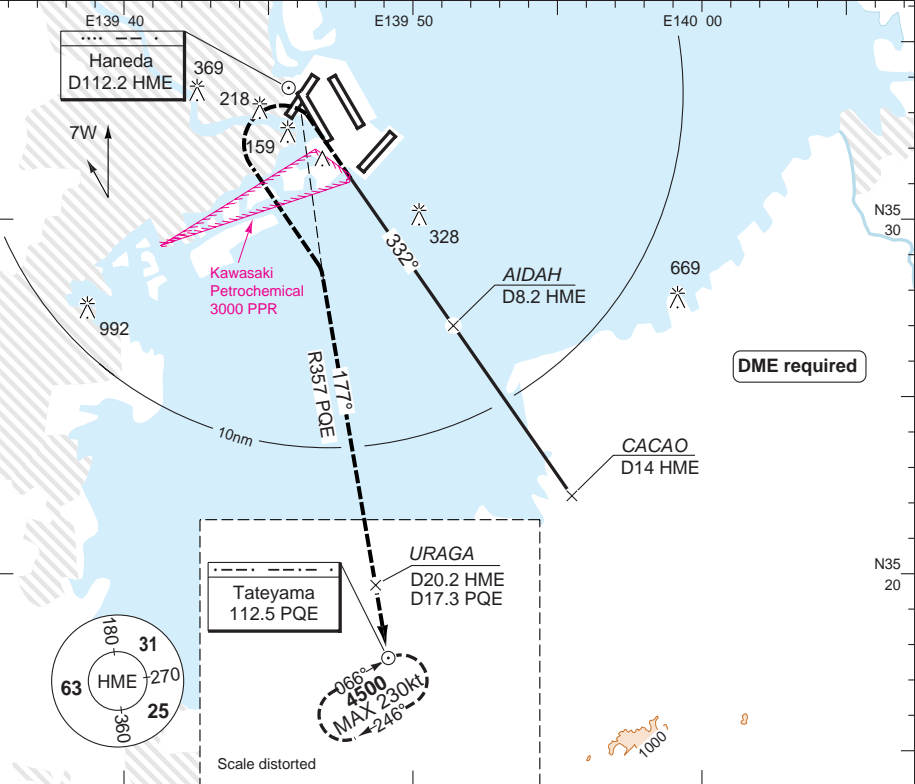 E139 40
E139 50
E140 00
Haneda
D112.2 HME
369
218
159
7W
N35
30
328
332°
Kawasaki
Petrochemical
3000 PPR
AIDAH
D8.2 HME
669
992
DME required
R357 PQE
177°
10nm
CACAO
D14 HME
URAGA
D20.2 HME
D17.3 PQE
N35
20
Tateyama
112.5 PQE
180
31
63
HME
270
25
360
066°
4500
MAX 230kt
246°
1000
Scale distorted